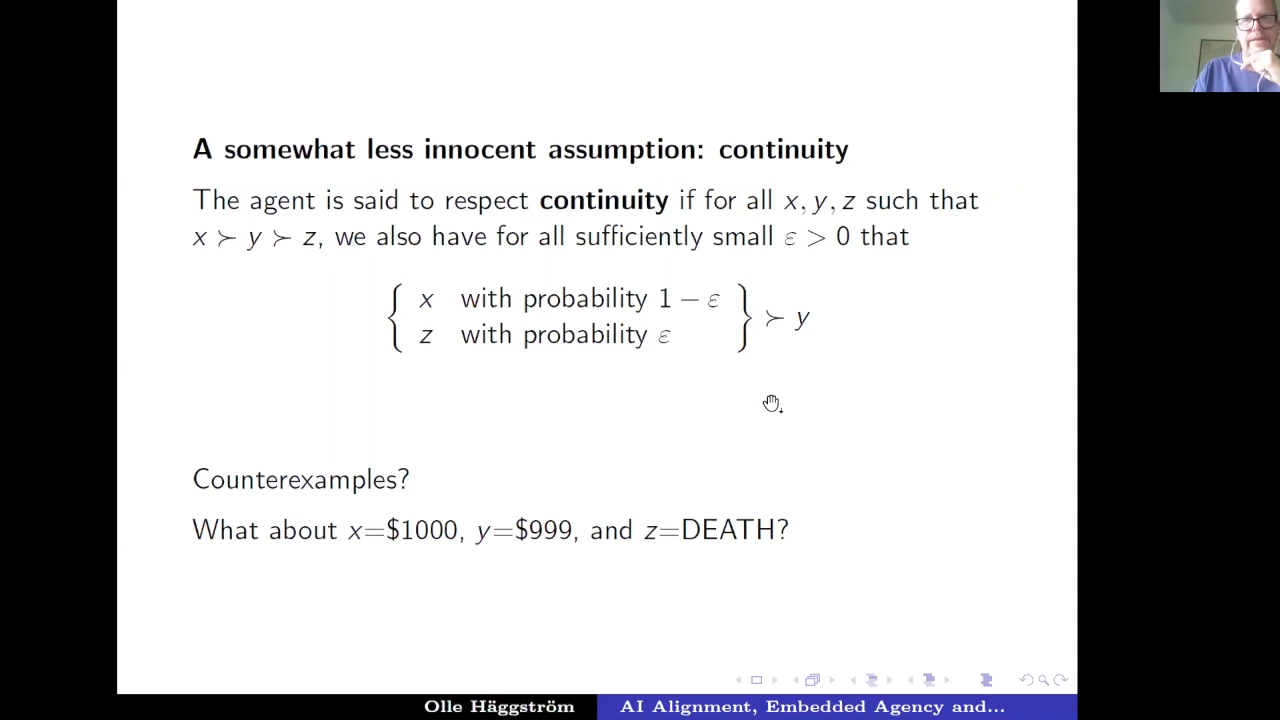 A somewhat less innocent assumption: continuity
The agent is said to respect continuity if for all x, y, z such that
x ≻ y ≻ z, we also have for all sufficiently small ε > 0 that
{ x with probability 1 − ε
z with probability ε } ≻ y
Counterexamples?
What about x=$1000, y=$999, and z=DEATH?
Olle Häggström
AI Alignment, Embedded Agency and...